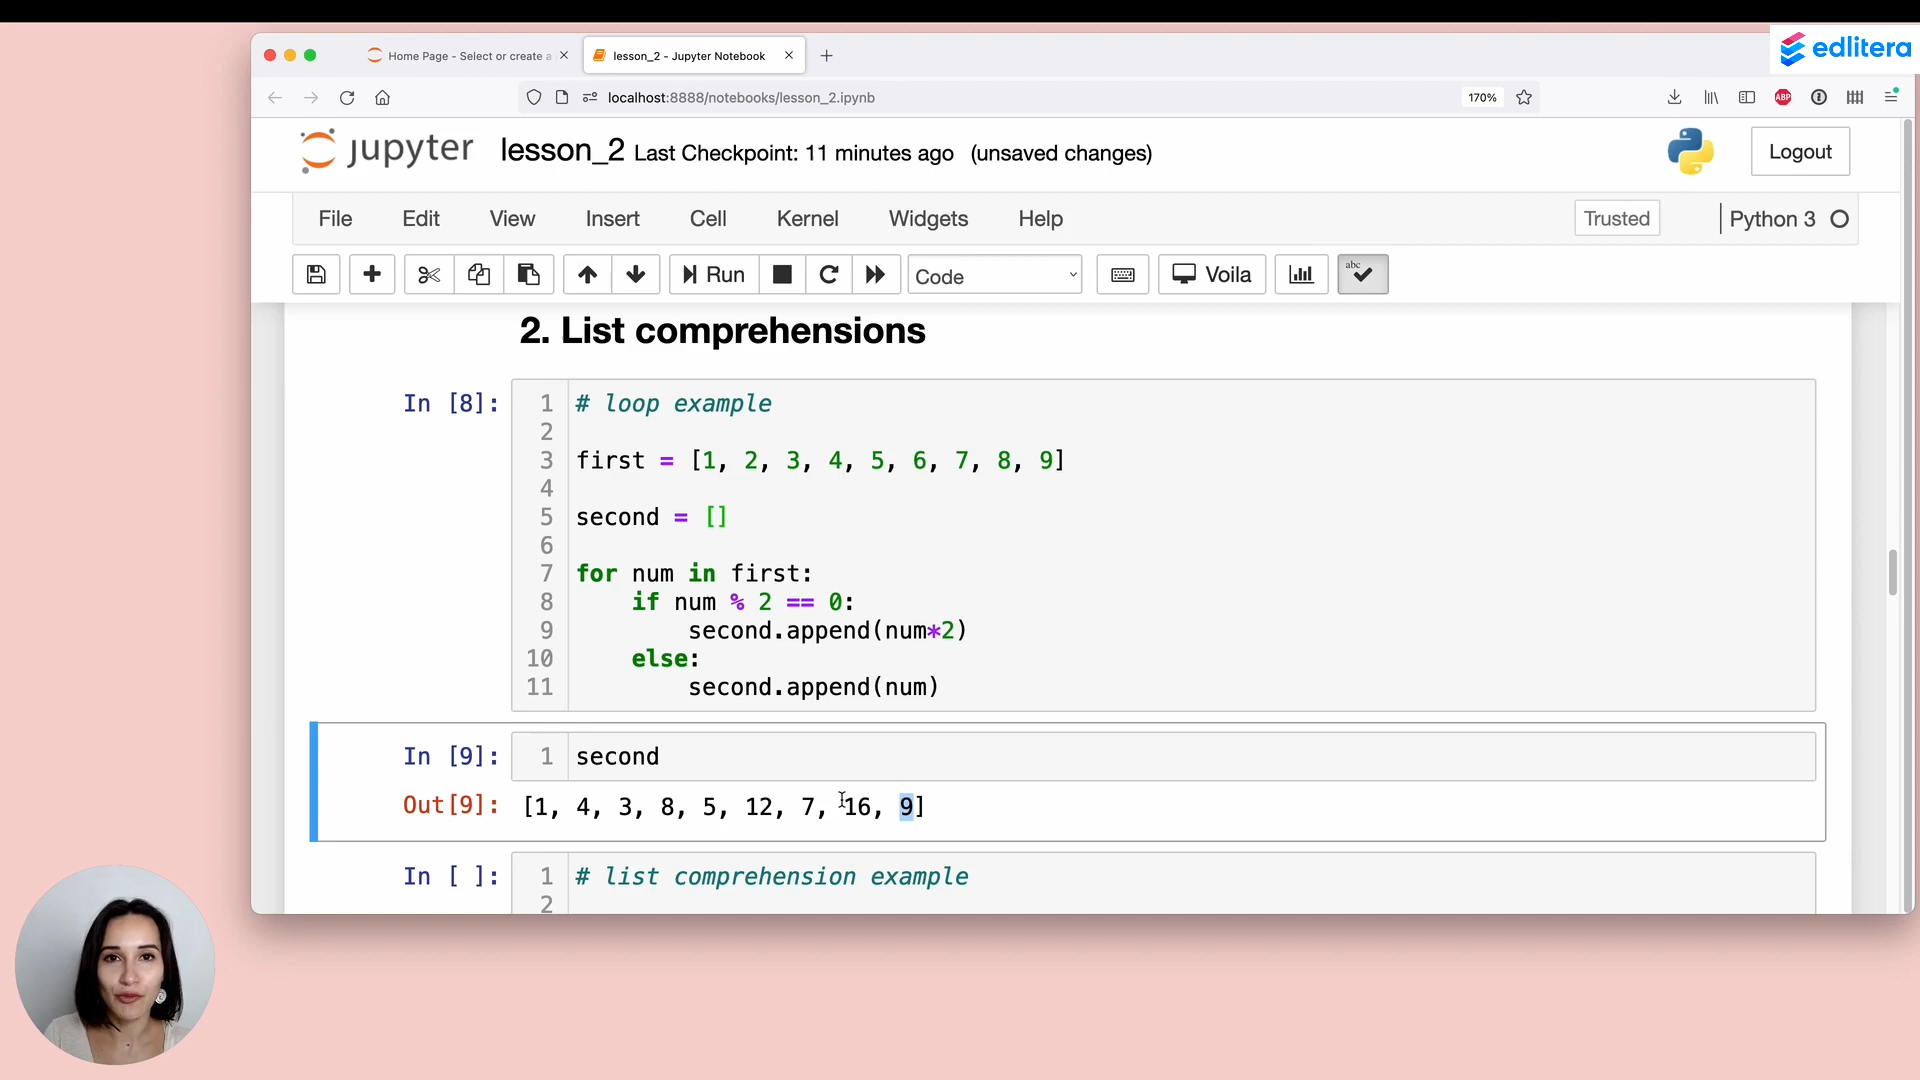 edlitera
Home Page - Select or create a
lesson_2 - Jupyter Notebook
localhost:8888/notebooks/lesson_2.ipynb
170%
ABP
jupyter lesson_2 Last Checkpoint: 11 minutes ago (unsaved changes)
Logout
File Edit View Insert Cell Kernel Widgets Help
Trusted
Python 3
Run
Code
Voila
abc
2. List comprehensions
In [8]:
1 # loop example
2
3 first = [1, 2, 3, 4, 5, 6, 7, 8, 9]
4
5 second = []
6
7 for num in first:
8 if num % 2 == 0:
9 second.append(num*2)
10 else:
11 second.append(num)
In [9]: 1 second
Out[9]: [1, 4, 3, 8, 5, 12, 7, 16, 9]
In [ ]: 1 # list comprehension example
2